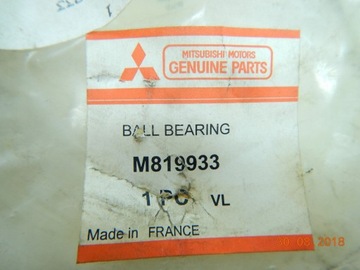 MITSUBISHI MOTORS
GENUINE PARTS
BALL BEARING
M819933
1 PC VL
Made in FRANCE
2018